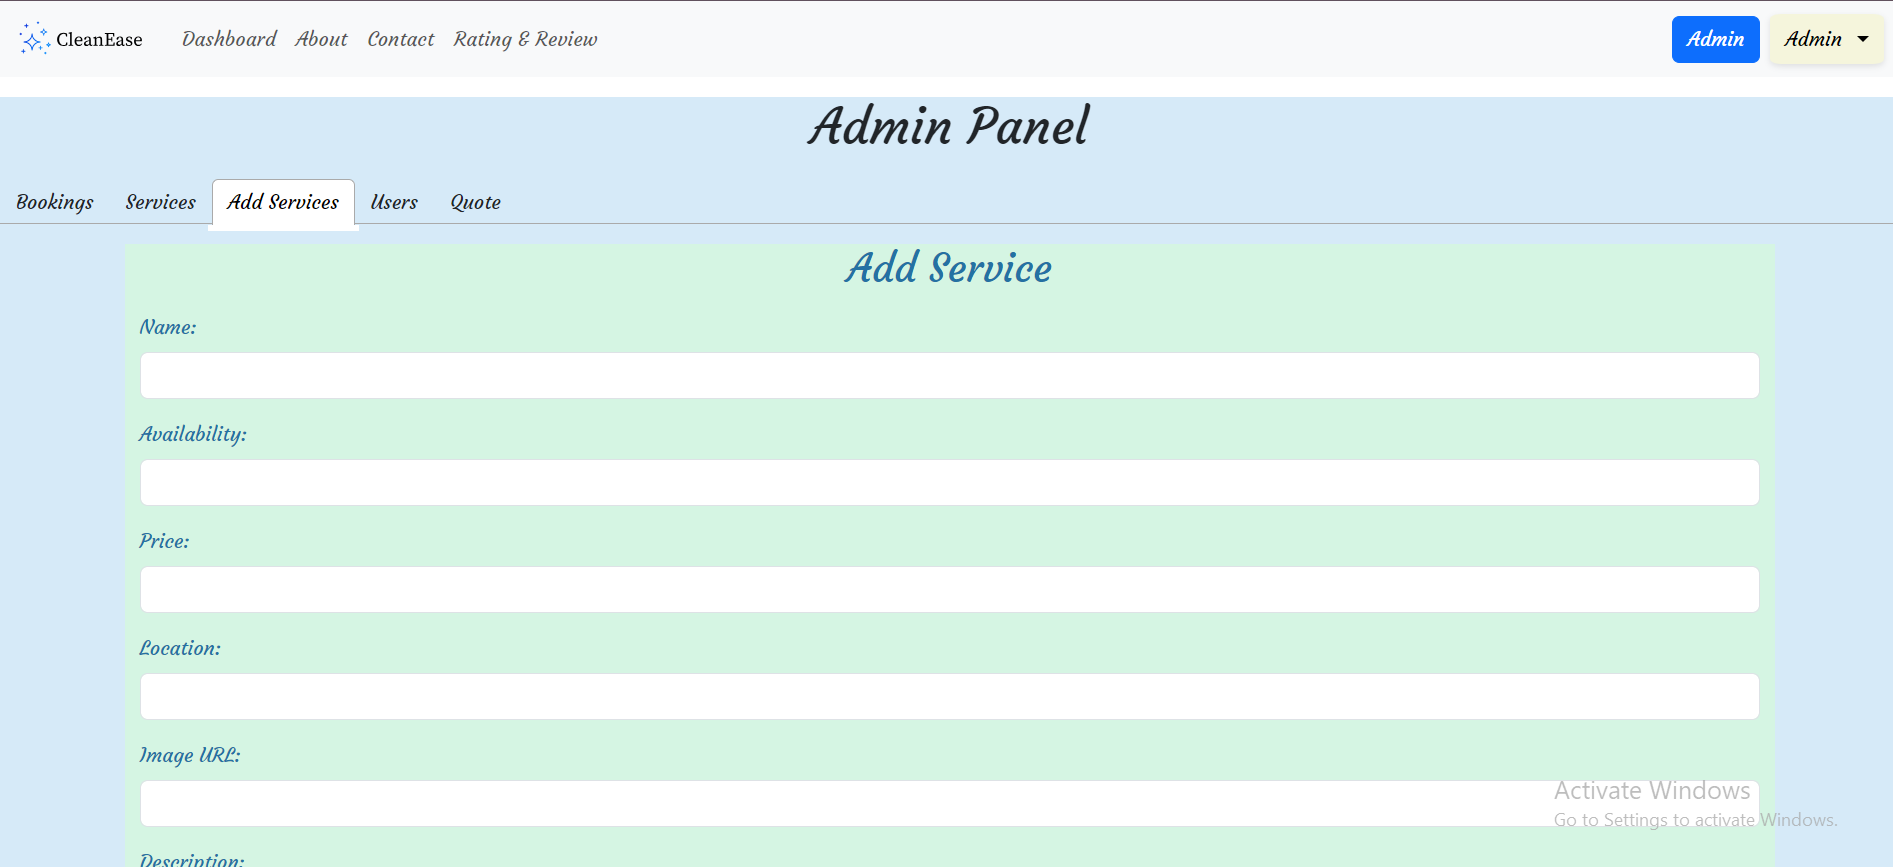 CleanEase Dashboard About Contact Rating & Review Admin Admin
Admin Panel
Bookings Services Add Services Users Quote
Add Service
Name:
Availability:
Price:
Location:
Image URL:
Activate Windows
Go to Settings to activate Windows.
Description: